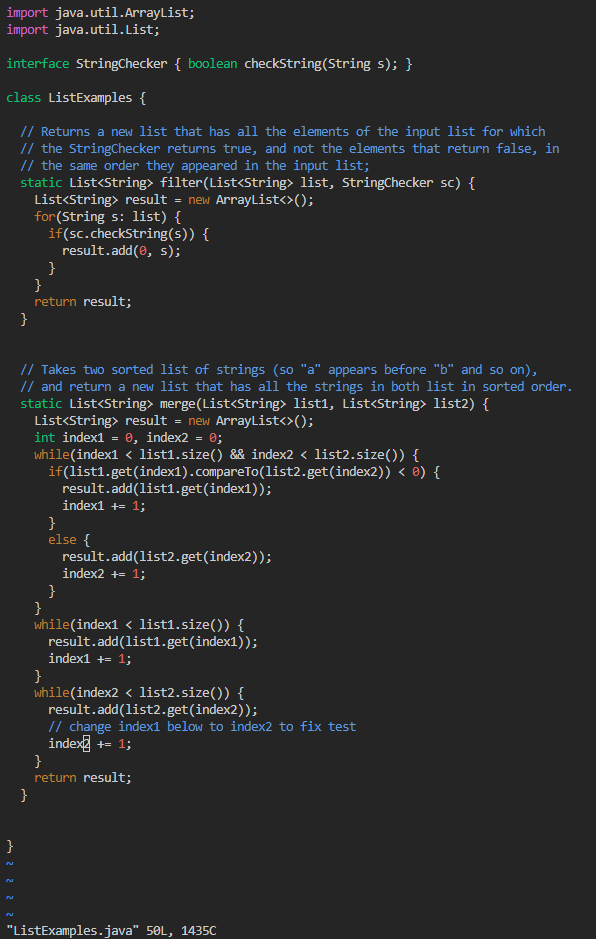 import java.util.ArrayList;
import java.util.List;

interface StringChecker { boolean checkString(String s); }

class ListExamples {

  // Returns a new list that has all the elements of the input list for which
  // the StringChecker returns true, and not the elements that return false, in
  // the same order they appeared in the input list;
  static List<String> filter(List<String> list, StringChecker sc) {
    List<String> result = new ArrayList<>();
    for(String s: list) {
      if(sc.checkString(s)) {
        result.add(0, s);
      }
    }
    return result;
  }


  // Takes two sorted list of strings (so "a" appears before "b" and so on),
  // and return a new list that has all the strings in both list in sorted order.
  static List<String> merge(List<String> list1, List<String> list2) {
    List<String> result = new ArrayList<>();
    int index1 = 0, index2 = 0;
    while(index1 < list1.size() && index2 < list2.size()) {
      if(list1.get(index1).compareTo(list2.get(index2)) < 0) {
        result.add(list1.get(index1));
        index1 += 1;
      }
      else {
        result.add(list2.get(index2));
        index2 += 1;
      }
    }
    while(index1 < list1.size()) {
      result.add(list1.get(index1));
      index1 += 1;
    }
    while(index2 < list2.size()) {
      result.add(list2.get(index2));
      // change index1 below to index2 to fix test
      index2 += 1;
    }
    return result;
  }


}
~
~
~
~
"ListExamples.java" 50L, 1435C